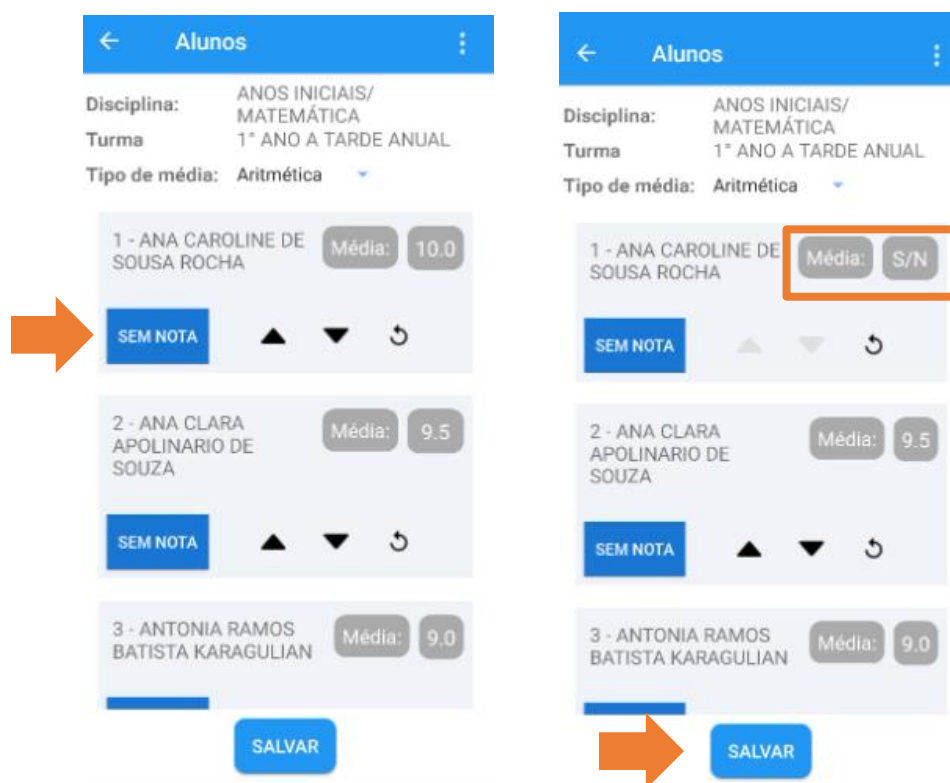 Alunos
Disciplina: ANOS INICIAIS/
MATEMÁTICA
Turma 1° ANO A TARDE ANUAL
Tipo de média: Aritmética
1 - ANA CAROLINE DE
SOUSA ROCHA
Média: 10.0
SEM NOTA
2 - ANA CLARA
APOLINARIO DE
SOUZA
Média: 9.5
SEM NOTA
3 - ANTONIA RAMOS
BATISTA KARAGULIAN
Média: 9.0
SALVAR
Alunos
Disciplina: ANOS INICIAIS/
MATEMÁTICA
Turma 1° ANO A TARDE ANUAL
Tipo de média: Aritmética
1 - ANA CAROLINE DE
SOUSA ROCHA
Média: S/N
SEM NOTA
2 - ANA CLARA
APOLINARIO DE
SOUZA
Média: 9.5
SEM NOTA
3 - ANTONIA RAMOS
BATISTA KARAGULIAN
Média: 9.0
SALVAR